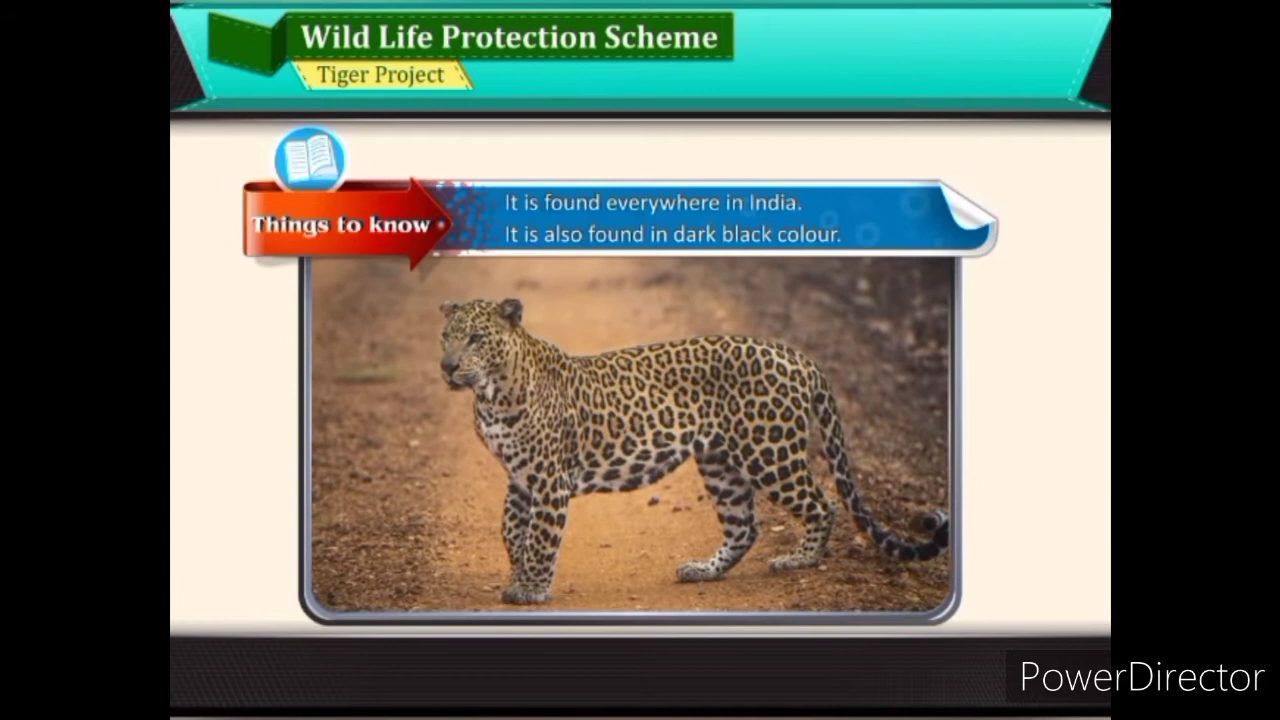 Wild Life Protection Scheme
Tiger Project
Things to know
It is found everywhere in India.
It is also found in dark black colour.
PowerDirector